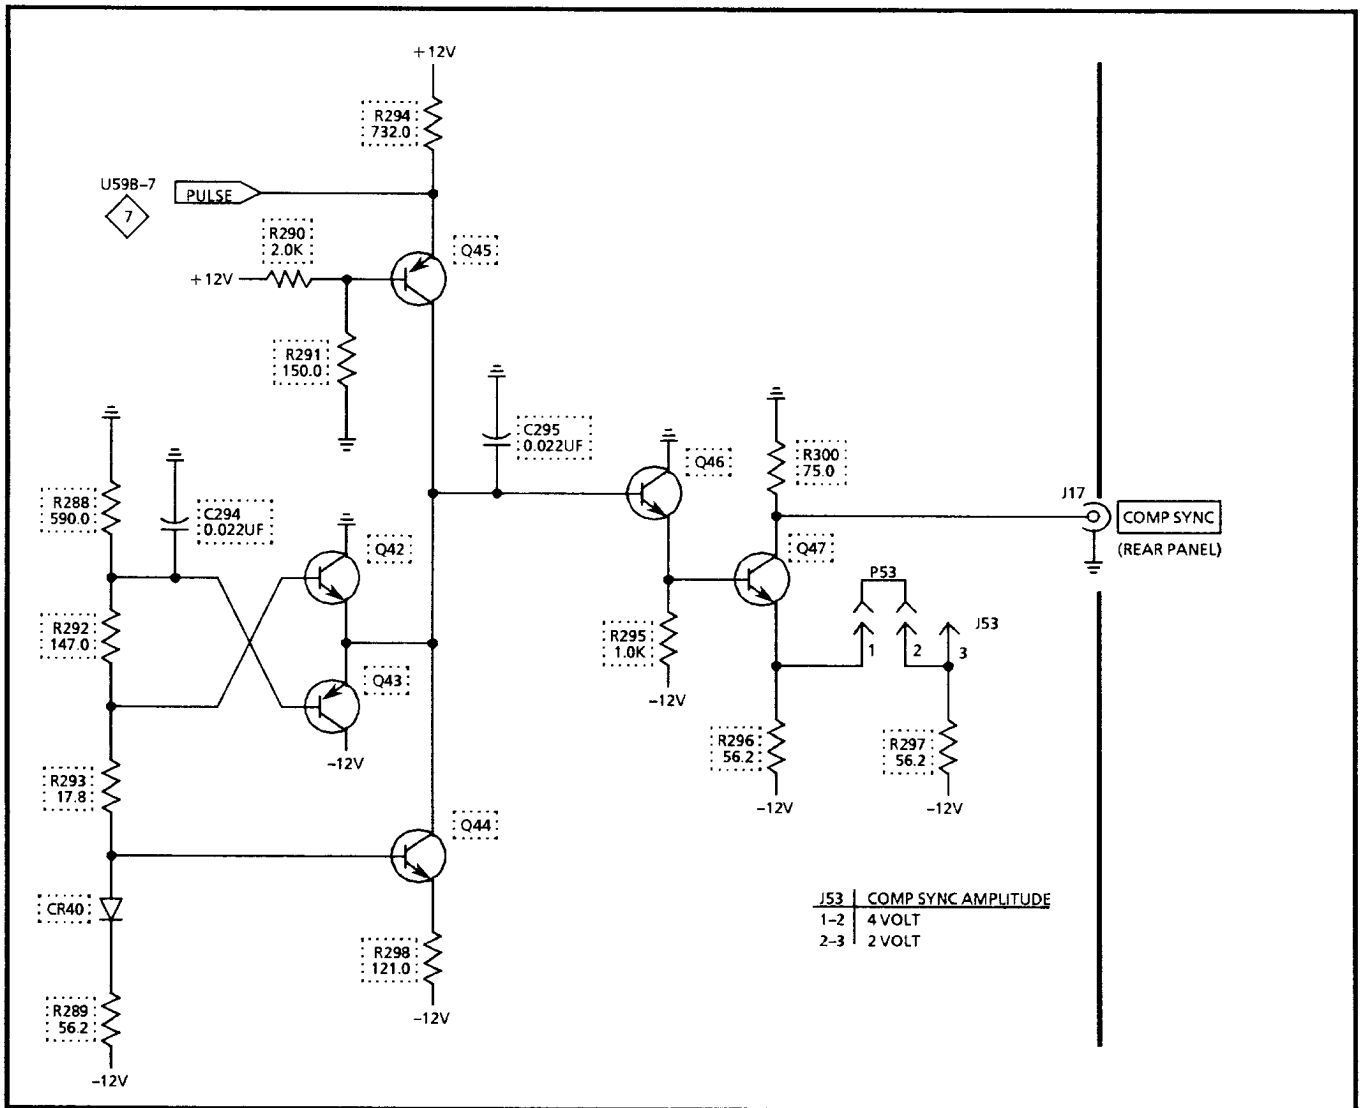 +12V
R294
732.0
U59B-7
PULSE
7
R290
2.0K
Q45
+12V
R291
150.0
C295
0.022UF
Q46
R300
75.0
J17
COMP SYNC
(REAR PANEL)
R288
590.0
C294
0.022UF
Q42
Q47
P53
R292
147.0
R295
1.0K
J53
1
2
3
Q43
-12V
-12V
R296
56.2
R297
56.2
R293
17.8
-12V
-12V
Q44
CR40
J53 COMP SYNC AMPLITUDE
1-2 4 VOLT
2-3 2 VOLT
R298
121.0
R289
56.2
-12V
-12V